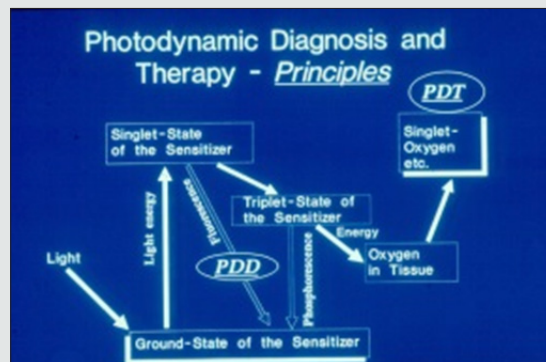 Photodynamic Diagnosis and
Therapy - Principles
PDT
Singlet-State
of the Sensitizer
Singlet-
Oxygen
etc.
Triplet-State of
the Sensitizer
Light energy
Fluorescence
Energy
PDD
Oxygen
in Tissue
Light
Phosphorescence
Ground-State of the Sensitizer